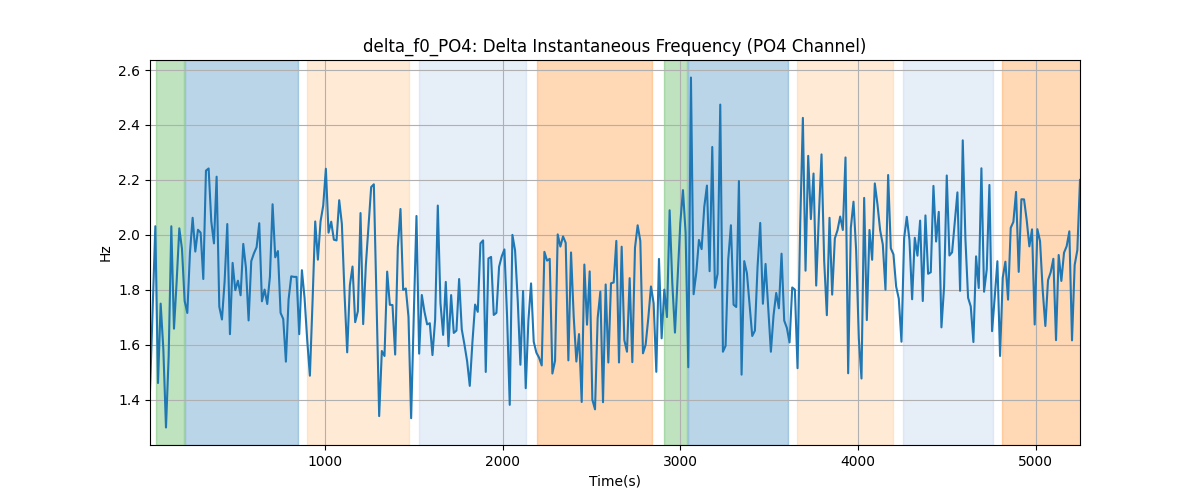 delta_f0_PO4: Delta Instantaneous Frequency (PO4 Channel)
2.6
2.4
2.2
2.0
1.8
1.6
1.4
Hz
1000 2000 3000 4000 5000
Time(s)